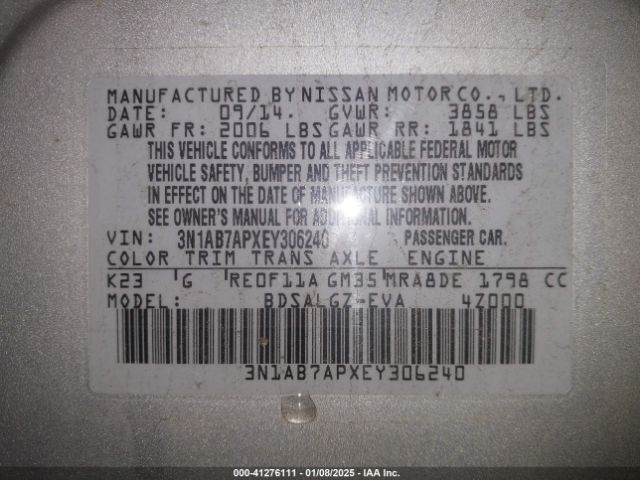 MANUFACTURED BY NISSAN MOTOR CO., LTD.
DATE: 09/14. GVWR: 3858 LBS
GAWR FR: 2006 LBS GAWR RR: 1841 LBS
THIS VEHICLE CONFORMS TO ALL APPLICABLE FEDERAL MOTOR
VEHICLE SAFETY, BUMPER AND THEFT PREVENTION STANDARDS
IN EFFECT ON THE DATE OF MANUFACTURE SHOWN ABOVE.
SEE OWNER'S MANUAL FOR ADDITIONAL INFORMATION.
VIN: 3N1AB7APXEY306240 PASSENGER CAR.
COLOR TRIM TRANS AXLE ENGINE
K23 G RE0F11A GM35 MRA8DE 1798 CC
MODEL: BDSALGZ-EVA 4Z000
3N1AB7APXEY306240
000-41276111 — 01/08/2025 — IAA Inc.